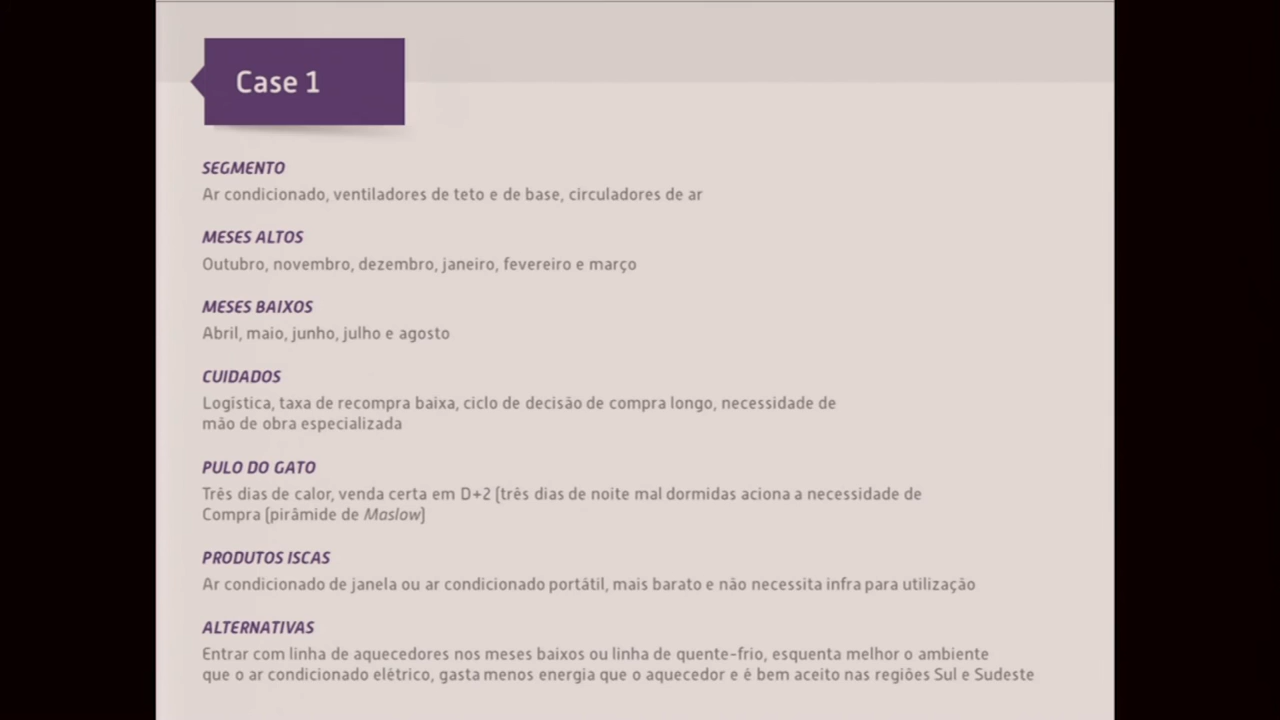 Case 1
SEGMENTO
Ar condicionado, ventiladores de teto e de base, circuladores de ar
MESES ALTOS
Outubro, novembro, dezembro, janeiro, fevereiro e março
MESES BAIXOS
Abril, maio, junho, julho e agosto
CUIDADOS
Logística, taxa de recompra baixa, ciclo de decisão de compra longo, necessidade de
mão de obra especializada
PULO DO GATO
Três dias de calor, venda certa em D+2 (três dias de noite mal dormidas aciona a necessidade de
Compra (pirâmide de Maslow)
PRODUTOS ISCAS
Ar condicionado de janela ou ar condicionado portátil, mais barato e não necessita infra para utilização
ALTERNATIVAS
Entrar com linha de aquecedores nos meses baixos ou linha de quente-frio, esquenta melhor o ambiente
que o ar condicionado elétrico, gasta menos energia que o aquecedor e é bem aceito nas regiões Sul e Sudeste